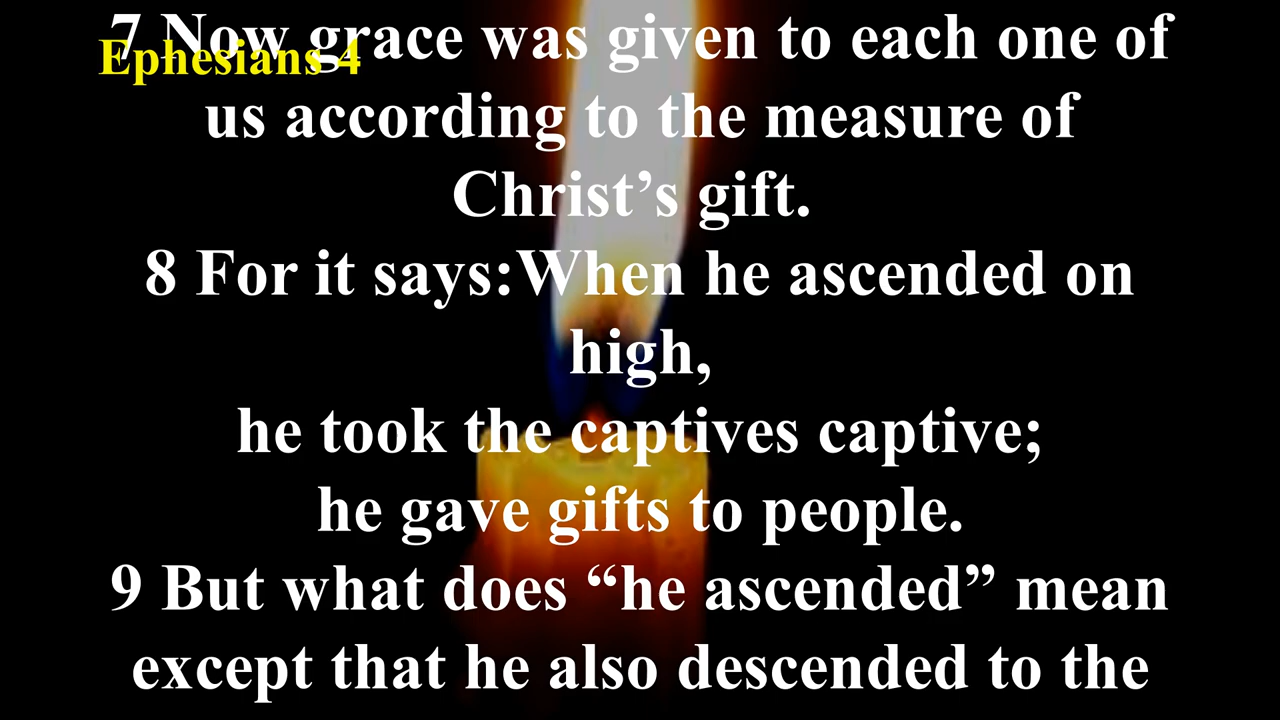 7 Now grace was given to each one of
Ephesians 4
us according to the measure of
Christ’s gift.
8 For it says:When he ascended on
high,
he took the captives captive;
he gave gifts to people.
9 But what does “he ascended” mean
except that he also descended to the